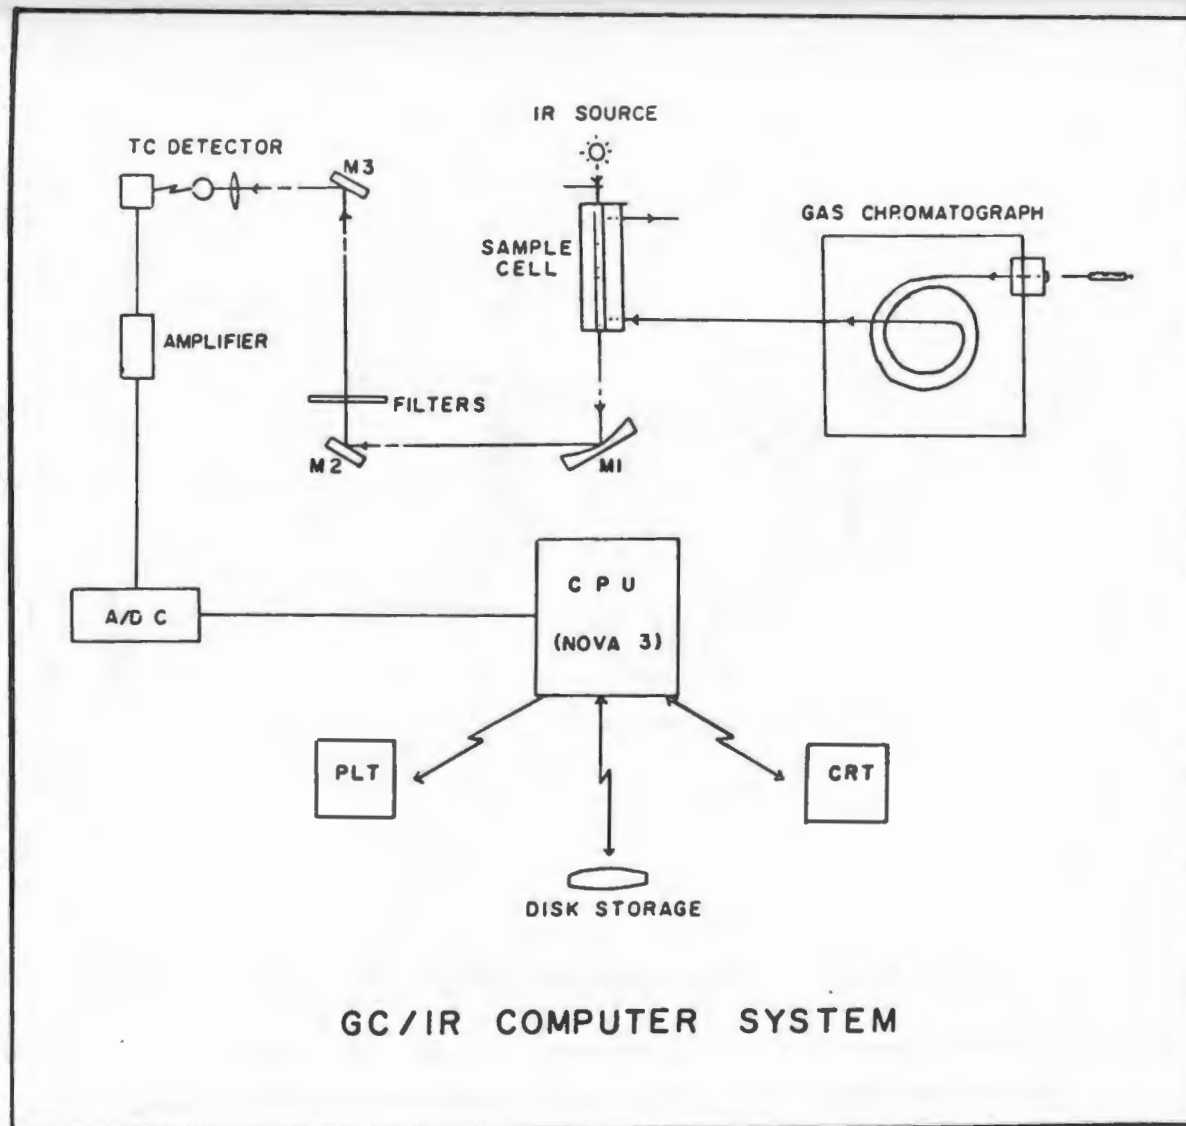 IR SOURCE
TC DETECTOR
M3
GAS CHROMATOGRAPH
SAMPLE
CELL
AMPLIFIER
FILTERS
M2
M1
C P U
(NOVA 3)
A/D C
PLT
CRT
DISK STORAGE
GC/IR COMPUTER SYSTEM